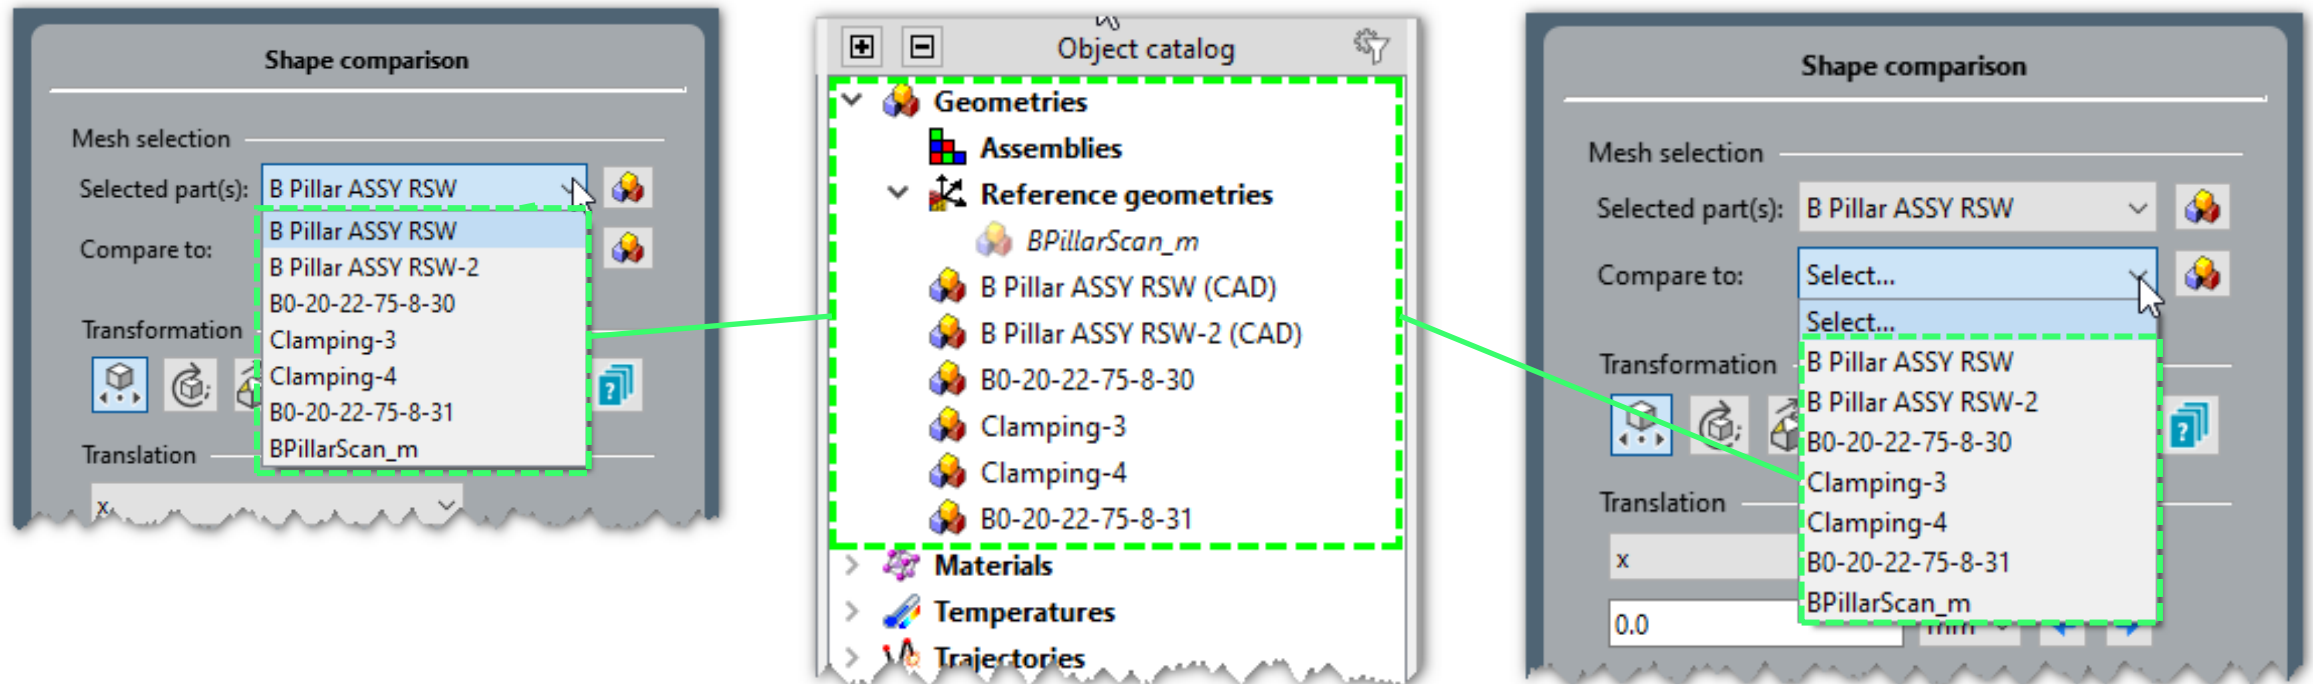 Shape comparison
Mesh selection
Selected part(s): B Pillar ASSY RSW
B Pillar ASSY RSW
B Pillar ASSY RSW-2
B0-20-22-75-8-30
Clamping-3
Clamping-4
B0-20-22-75-8-31
BPillarScan_m
Compare to:
Transformation
?
Translation
x
Object catalog
Geometries
Assemblies
Reference geometries
BPillarScan_m
B Pillar ASSY RSW (CAD)
B Pillar ASSY RSW-2 (CAD)
B0-20-22-75-8-30
Clamping-3
Clamping-4
B0-20-22-75-8-31
Materials
Temperatures
Trajectories
Shape comparison
Mesh selection
Selected part(s): B Pillar ASSY RSW
Compare to: Select...
Select...
B Pillar ASSY RSW
B Pillar ASSY RSW-2
B0-20-22-75-8-30
Clamping-3
Clamping-4
B0-20-22-75-8-31
BPillarScan_m
Transformation
?
Translation
x
0.0 mm